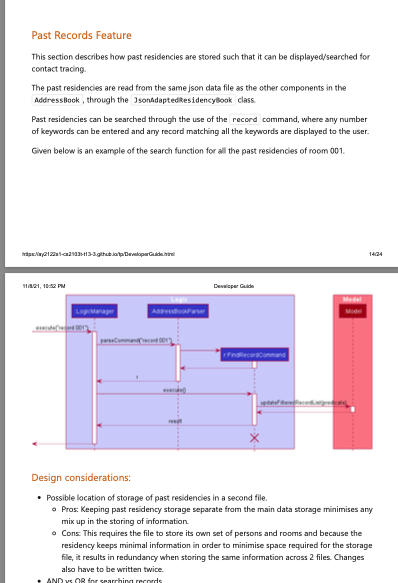 Past Records Feature
This section describes how past residencies are stored such that it can be displayed/searched for
contact tracing.
The past residencies are read from the same json data file as the other components in the
AddressBook , through the JsonAdaptedResidencyBook class.
Past residencies can be searched through the use of the record command, where any number
of keywords can be entered and any record matching all the keywords are displayed to the user.
Given below is an example of the search function for all the past residencies of room 001.
https://ay2122s1-cs2103t-t13-3.github.io/tp/DeveloperGuide.html
14/24
11/8/21, 10:52 PM
Developer Guide
Logic
Model
:LogicManager
:AddressBookParser
:Model
execute("record 001")
parseCommand("record 001")
r:FindRecordCommand
r
execute()
updateFilteredRecordList(predicate)
result
Design considerations:
• Possible location of storage of past residencies in a second file.
Pros: Keeping past residency storage separate from the main data storage minimises any
mix up in the storing of information.
Cons: This requires the file to store its own set of persons and rooms and because the
residency keeps minimal information in order to minimise space required for the storage
file, it results in redundancy when storing the same information across 2 files. Changes
also have to be written twice.
• AND vs OR for searching records